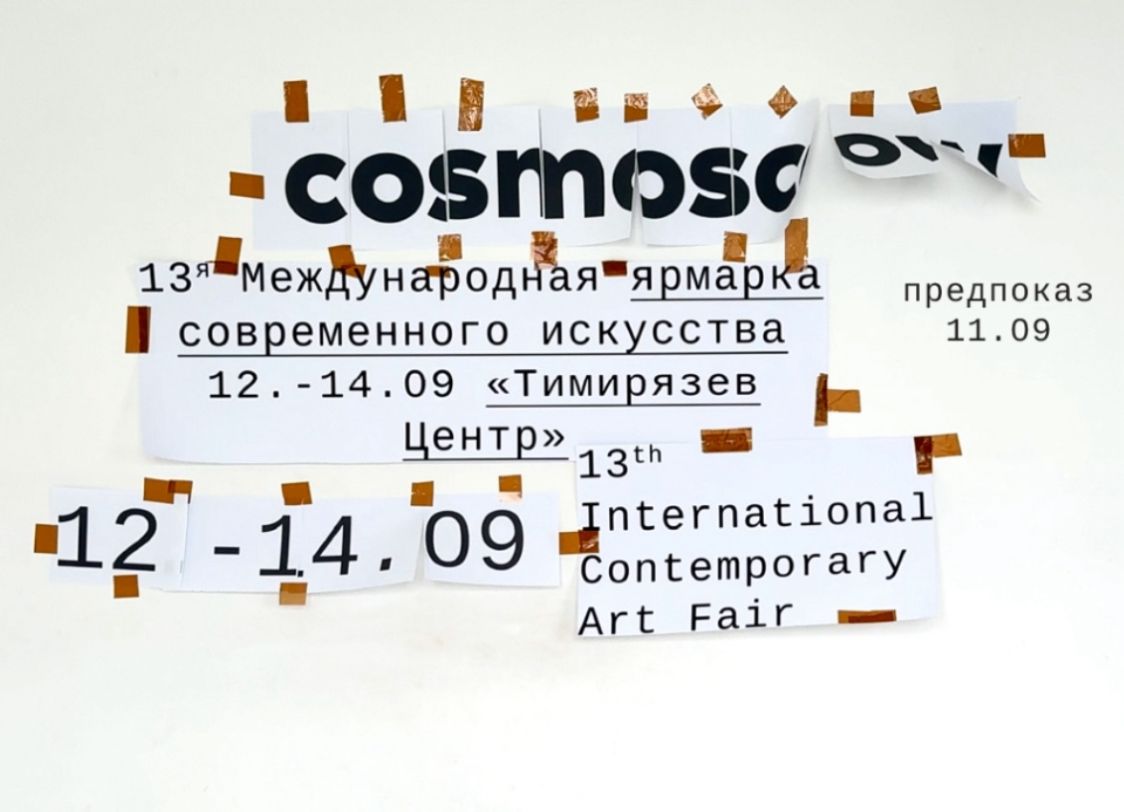 cosmoscow
13я Международная ярмарка
современного искусства
12.-14.09 «Тимирязев
Центр»
предпоказ
11.09
12-14.09
13th
International
Contemporary
Art Fair